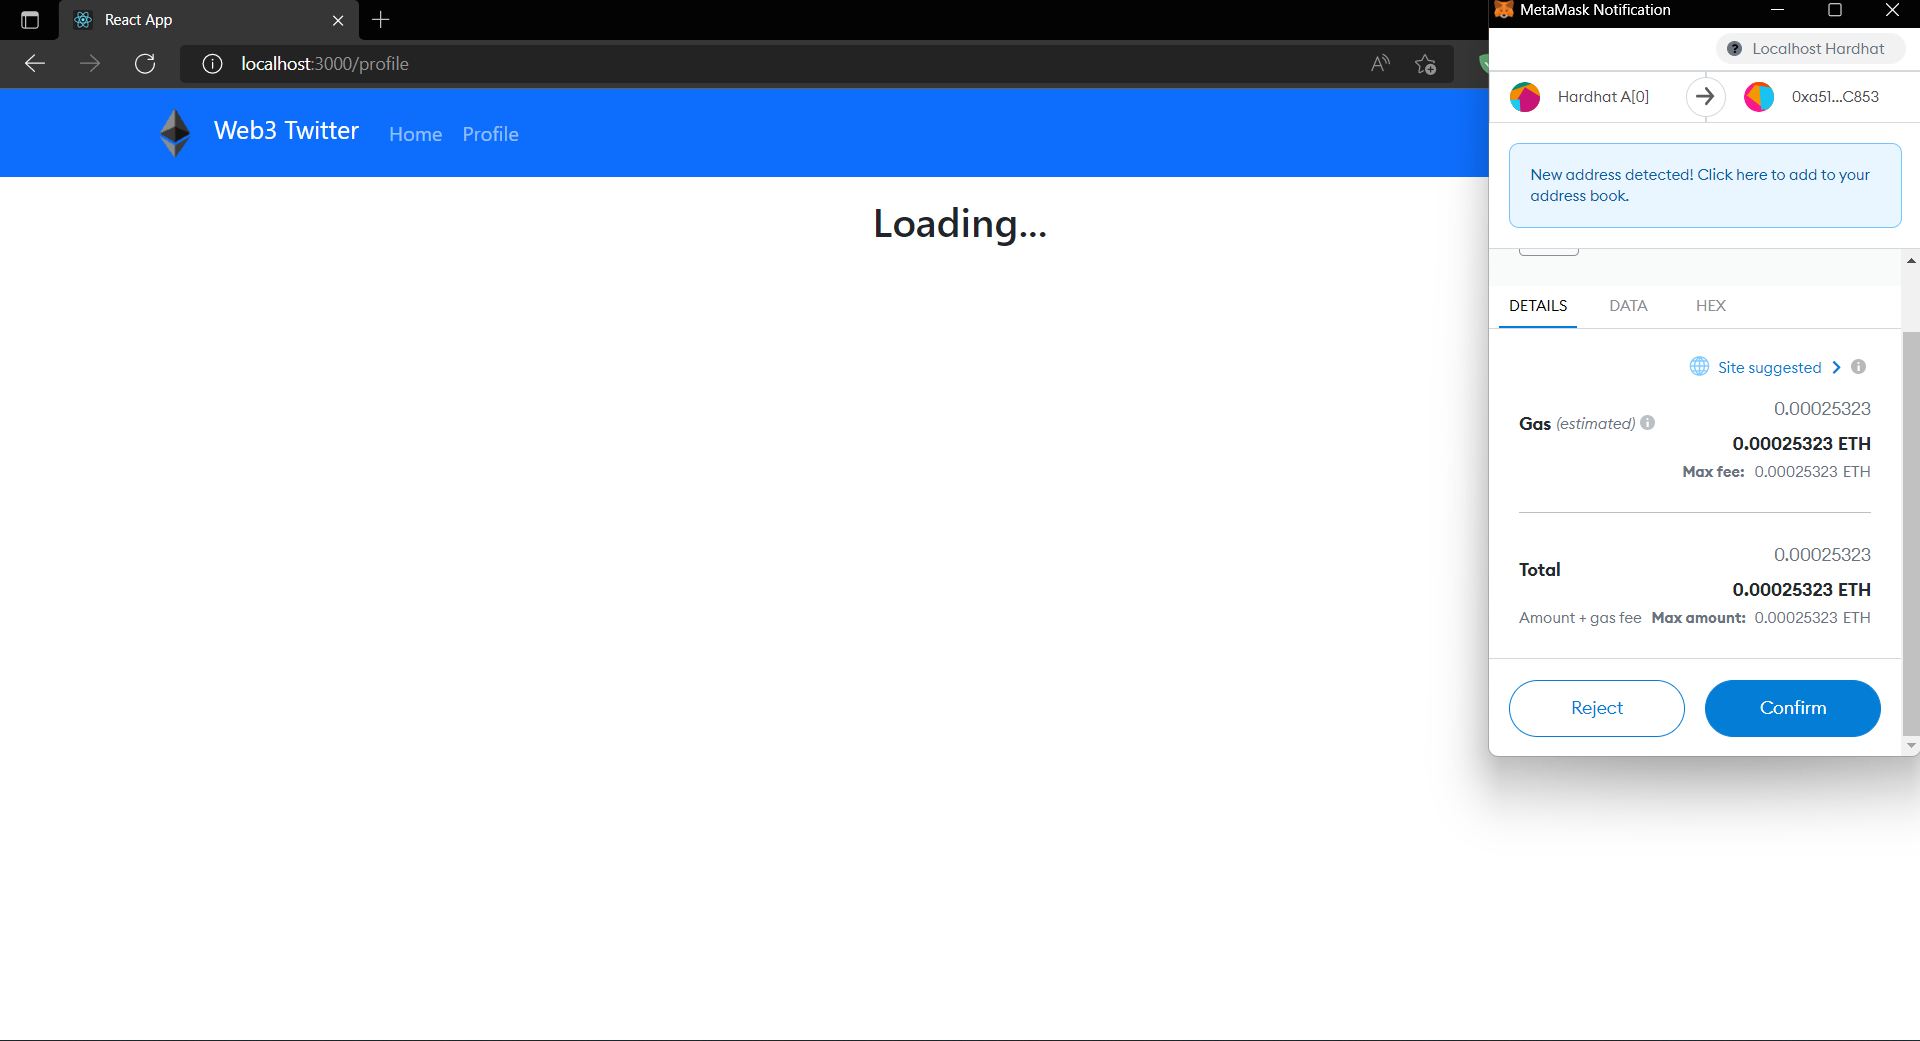 React App
localhost:3000/profile
Web3 Twitter
Home
Profile
Loading...
MetaMask Notification
Localhost Hardhat
Hardhat A[0]
0xa51...C853
New address detected! Click here to add to your
address book.
DETAILS
DATA
HEX
Site suggested
0.00025323
Gas (estimated)
0.00025323 ETH
Max fee: 0.00025323 ETH
0.00025323
Total
0.00025323 ETH
Amount + gas fee Max amount: 0.00025323 ETH
Reject
Confirm